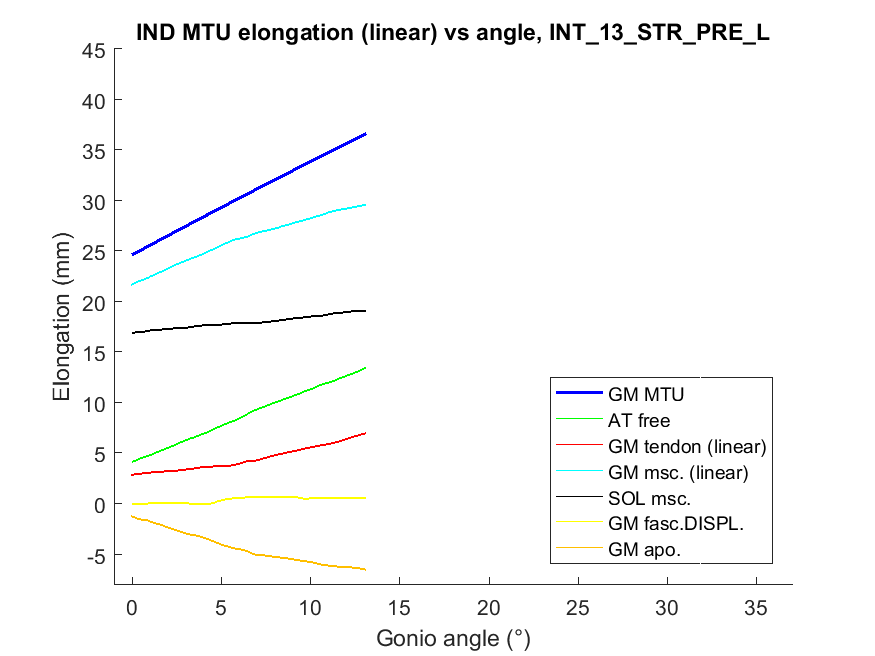 IND MTU elongation (linear) vs angle, INT_13_STR_PRE_L
45
40
35
30
25
20
15
10
5
0
-5
Elongation (mm)
GM MTU
AT free
GM tendon (linear)
GM msc. (linear)
SOL msc.
GM fasc.DISPL.
GM apo.
0 5 10 15 20 25 30 35
Gonio angle (°)